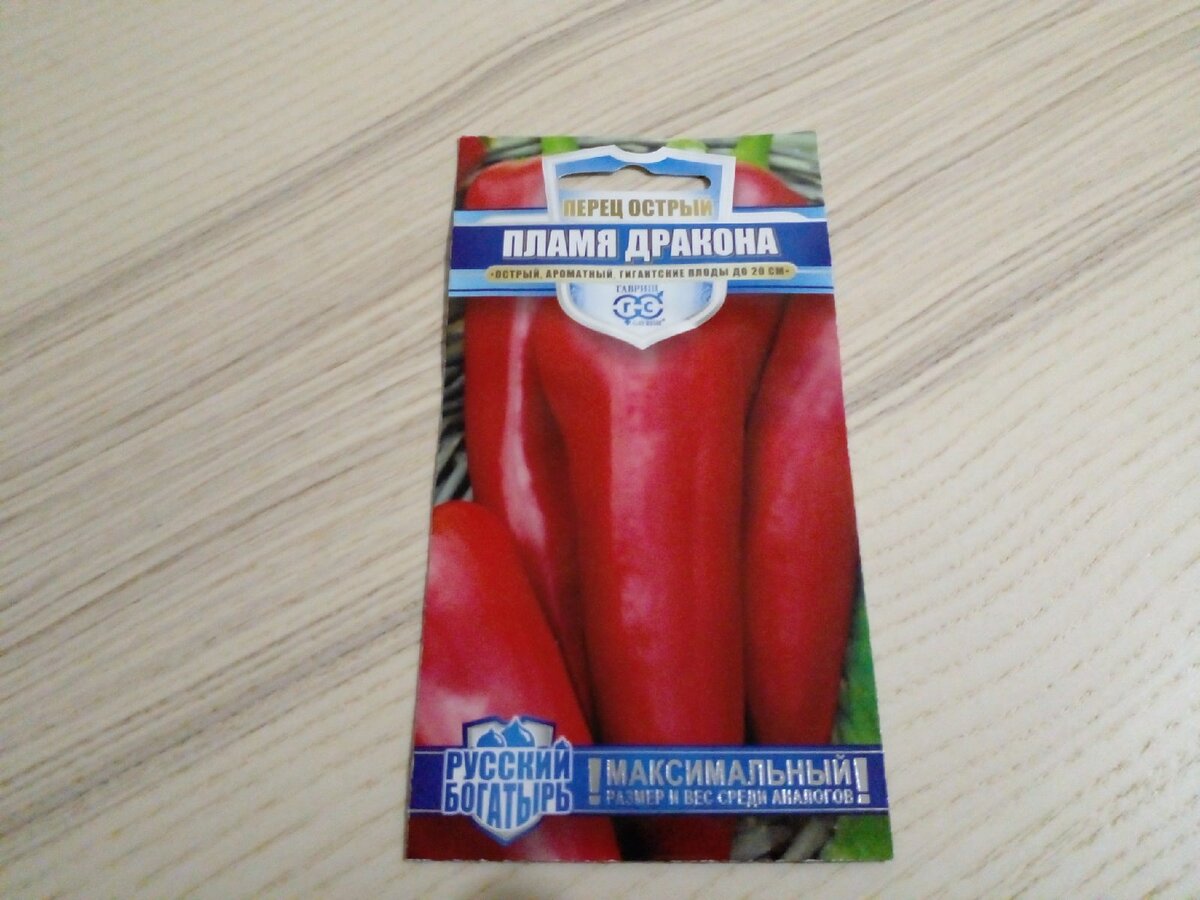 ПЕРЕЦ ОСТРЫЙ
ПЛАМЯ ДРАКОНА
•ОСТРЫЙ, АРОМАТНЫЙ, ГИГАНТСКИЕ ПЛОДЫ ДО 20 СМ•
ГАВРИШ
Г С
РУССКИЙ
БОГАТЫРЬ
! МАКСИМАЛЬНЫЙ !
РАЗМЕР И ВЕС СРЕДИ АНАЛОГОВ